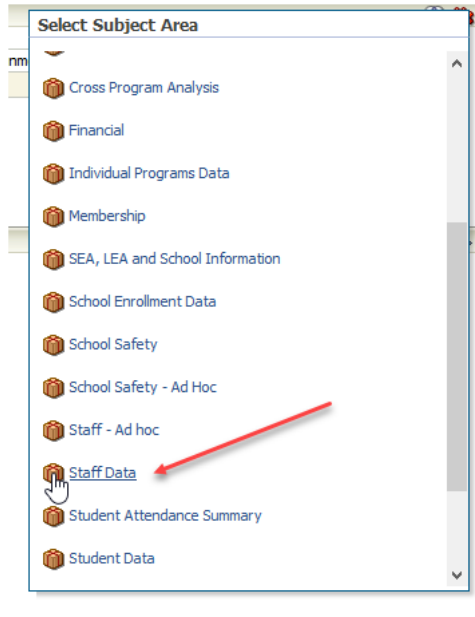 Select Subject Area
nm
Cross Program Analysis
Financial
Individual Programs Data
Membership
SEA, LEA and School Information
School Enrollment Data
School Safety
School Safety - Ad Hoc
Staff - Ad hoc
Staff Data
Student Attendance Summary
Student Data